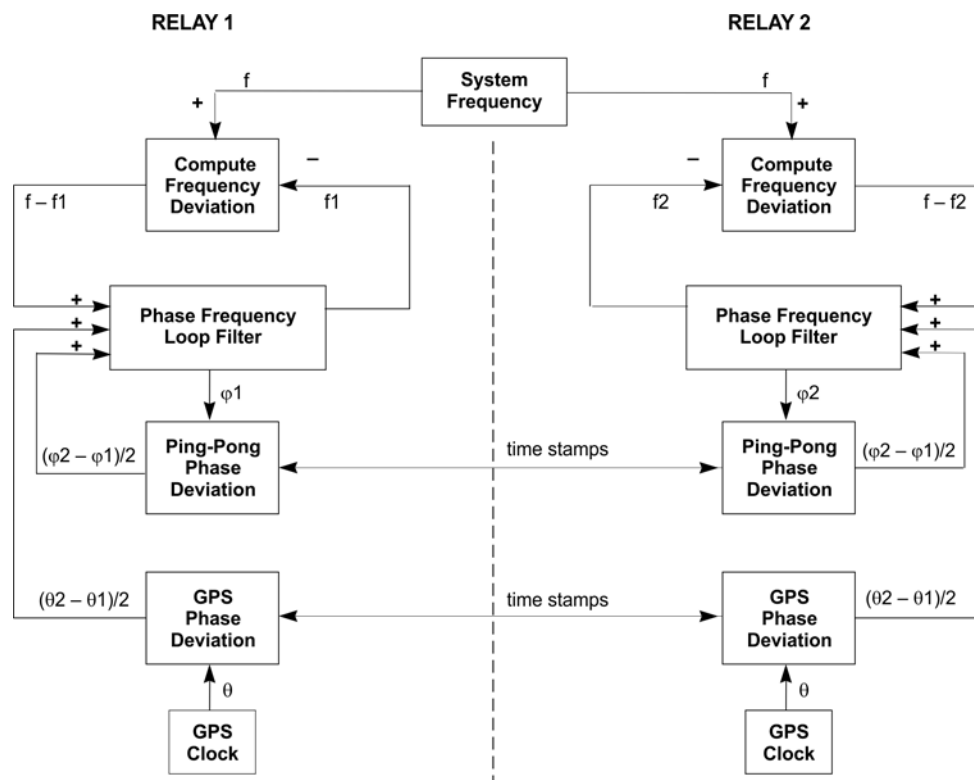 RELAY 1
RELAY 2
f
System
Frequency
f
+
+
Compute
Frequency
Deviation
–
f – f1
f1
–
Compute
Frequency
Deviation
f2
f – f2
+
+
+
Phase Frequency
Loop Filter
Phase Frequency
Loop Filter
+
+
+
φ1
φ2
(φ2 – φ1)/2
Ping-Pong
Phase
Deviation
time stamps
Ping-Pong
Phase
Deviation
(φ2 – φ1)/2
(θ2 – θ1)/2
GPS
Phase
Deviation
time stamps
GPS
Phase
Deviation
(θ2 – θ1)/2
θ
θ
GPS
Clock
GPS
Clock